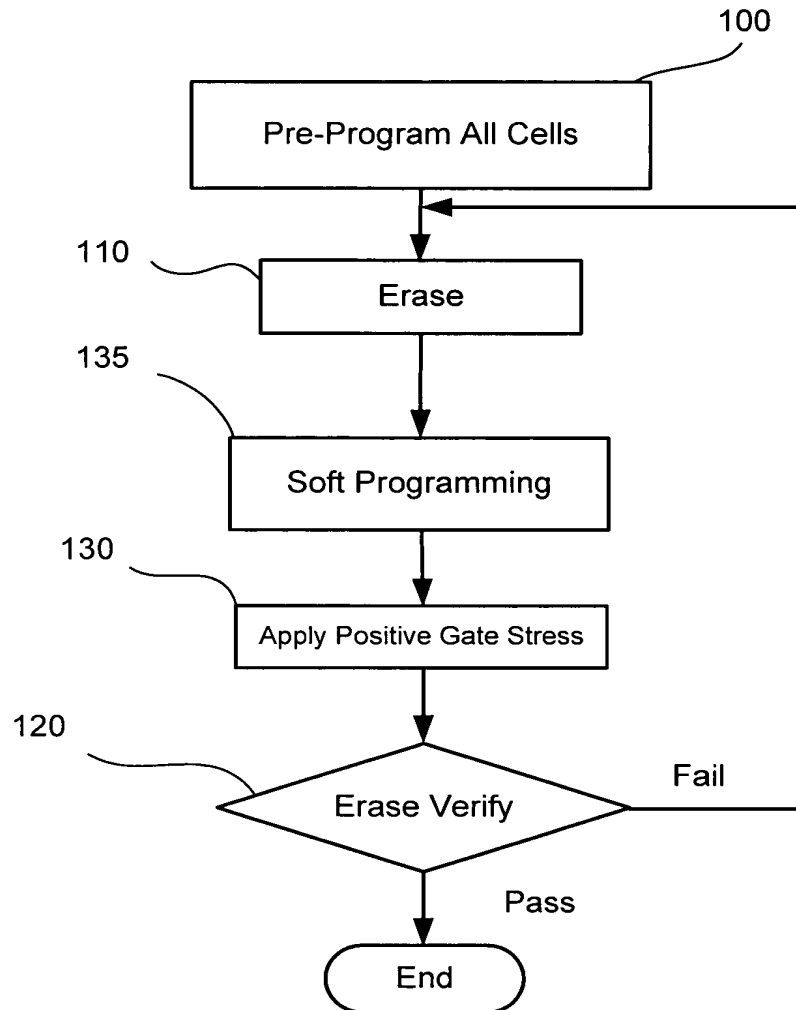 100
Pre-Program All Cells
110
Erase
135
Soft Programming
130
Apply Positive Gate Stress
120
Erase Verify
Fail
Pass
End